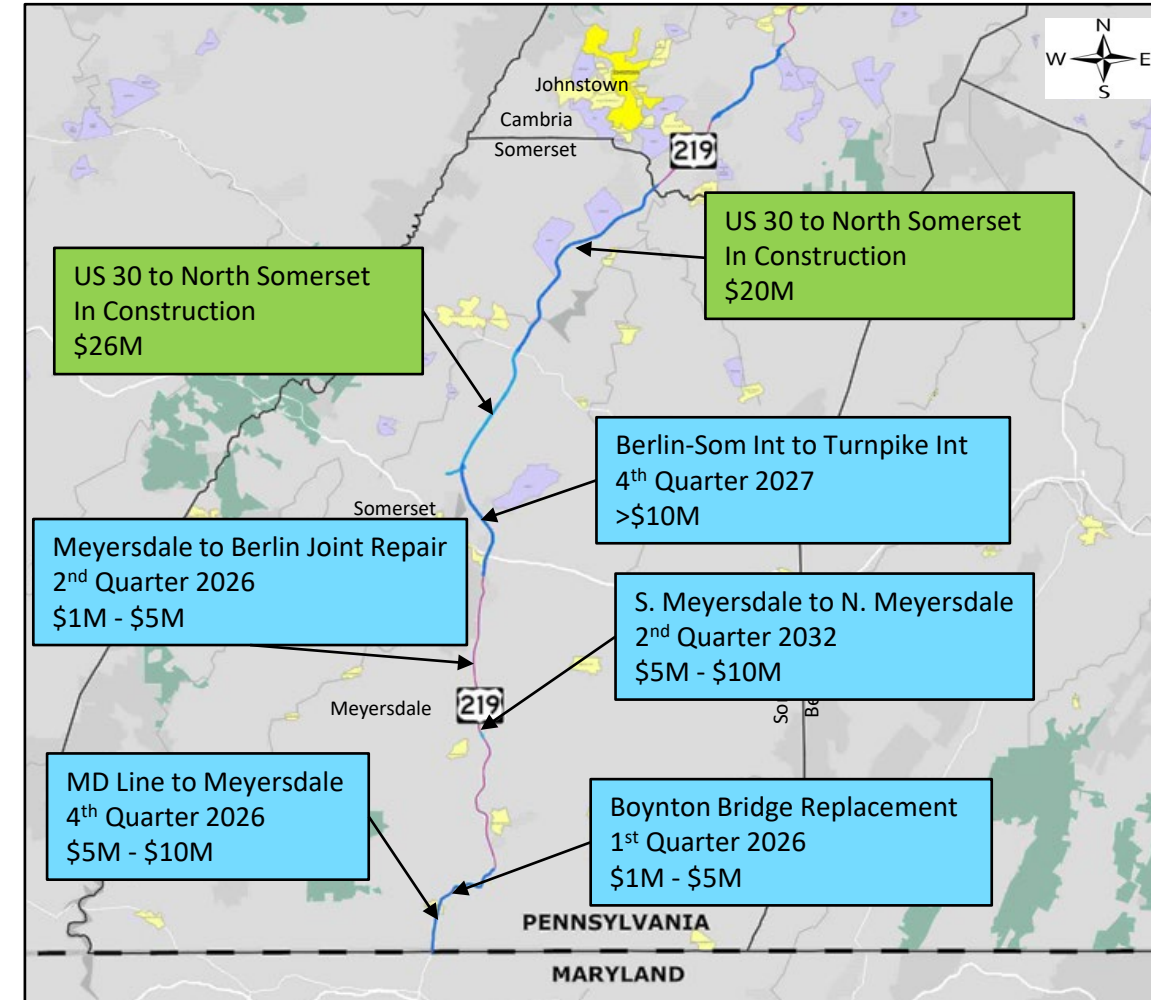 N
W E
S
Johnstown
Cambria
Somerset
219
US 30 to North Somerset
In Construction
$20M
US 30 to North Somerset
In Construction
$26M
Berlin-Som Int to Turnpike Int
4th Quarter 2027
>$10M
Somerset
Meyersdale to Berlin Joint Repair
2nd Quarter 2026
$1M - $5M
S. Meyersdale to N. Meyersdale
2nd Quarter 2032
$5M - $10M
Meyersdale
219
MD Line to Meyersdale
4th Quarter 2026
$5M - $10M
Boynton Bridge Replacement
1st Quarter 2026
$1M - $5M
PENNSYLVANIA
MARYLAND